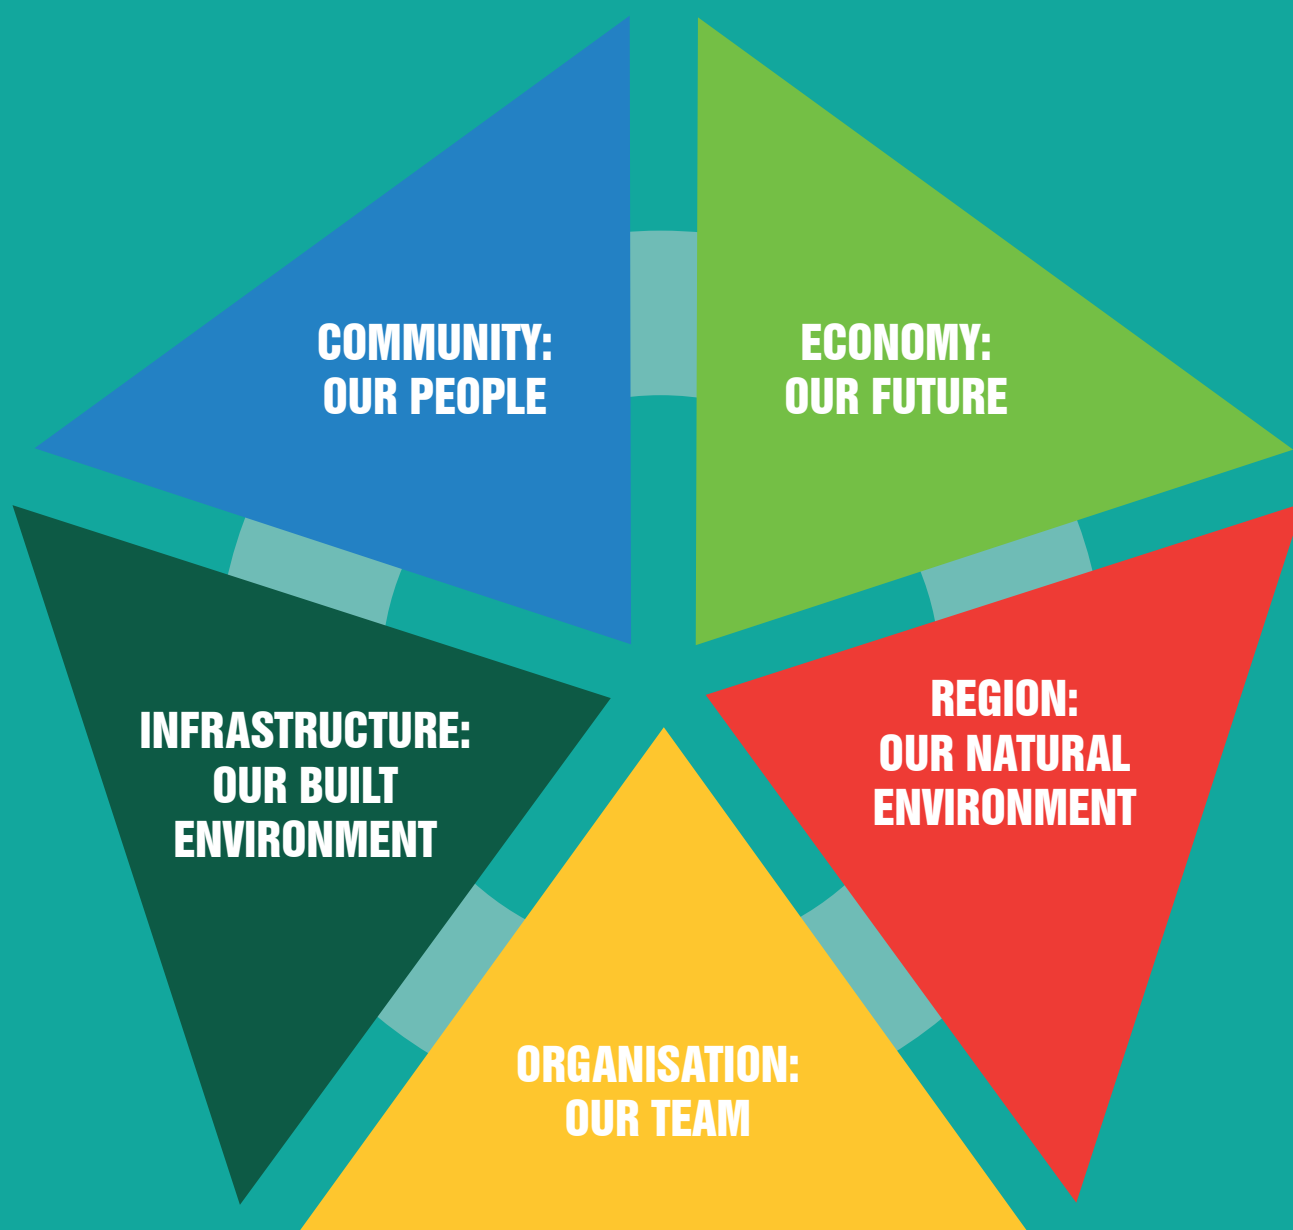 COMMUNITY:
OUR PEOPLE
ECONOMY:
OUR FUTURE
INFRASTRUCTURE:
OUR BUILT
ENVIRONMENT
REGION:
OUR NATURAL
ENVIRONMENT
ORGANISATION:
OUR TEAM